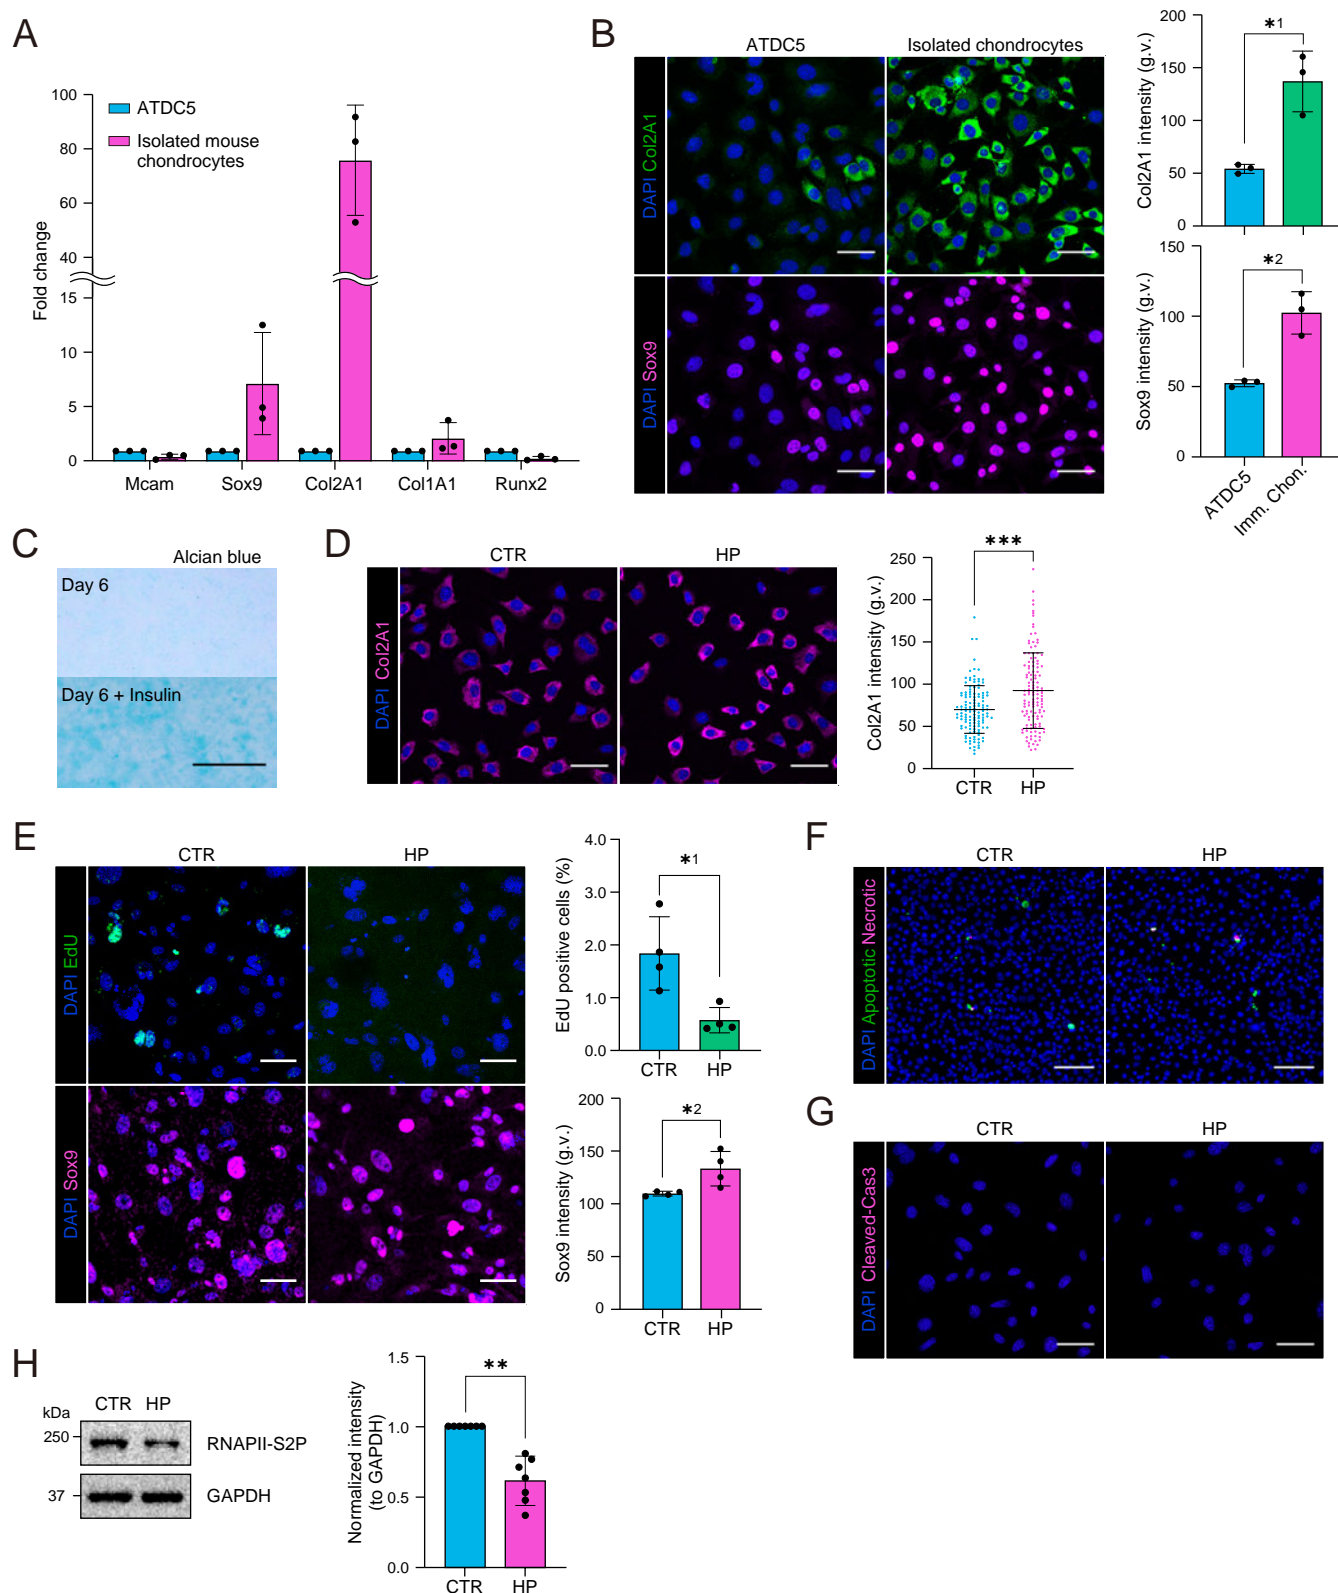 A
100
80
60
40
15
10
5
0
Fold change
ATDC5
Isolated mouse
chondrocytes
Mcam
Sox9
Col2A1
Col1A1
Runx2
B
ATDC5
Isolated chondrocytes
DAPI Col2A1
DAPI Sox9
Col2A1 intensity (g.v.)
200
150
100
50
0
*1
Sox9 intensity (g.v.)
150
100
50
0
*2
ATDC5
Imm. Chon.
C
Alcian blue
Day 6
Day 6 + Insulin
D
CTR
HP
DAPI Col2A1
Col2A1 intensity (g.v.)
250
200
150
100
50
0
***
CTR
HP
E
CTR
HP
DAPI EdU
DAPI Sox9
EdU positive cells (%)
4.0
3.0
2.0
1.0
0.0
*1
CTR
HP
Sox9 intensity (g.v.)
200
150
100
50
0
*2
CTR
HP
F
CTR
HP
DAPI Apoptotic Necrotic
G
CTR
HP
DAPI Cleaved-Cas3
H
CTR
HP
kDa
250
RNAPII-S2P
37
GAPDH
Normalized intensity
(to GAPDH)
1.5
1.0
0.5
0.0
**
CTR
HP